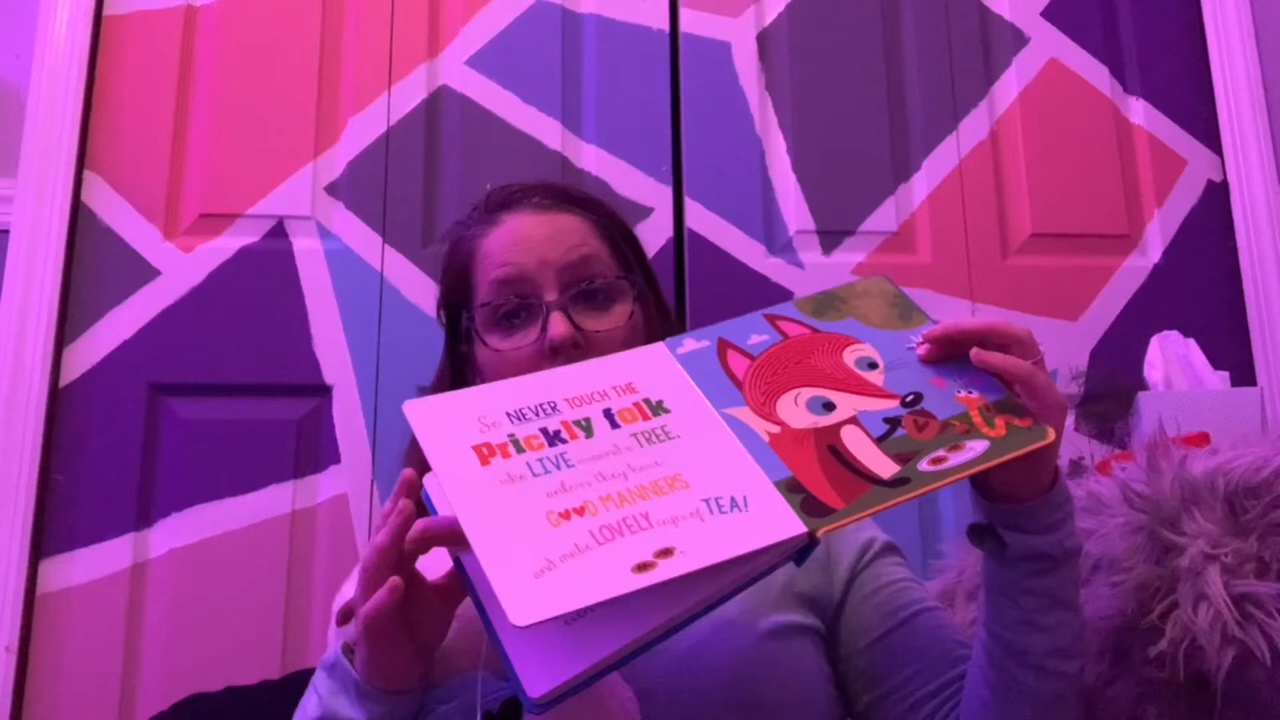 So NEVER TOUCH THE
Prickly folk
who LIVE around a TREE,
unless they have
GOOD MANNERS
and make LOVELY cups of TEA!